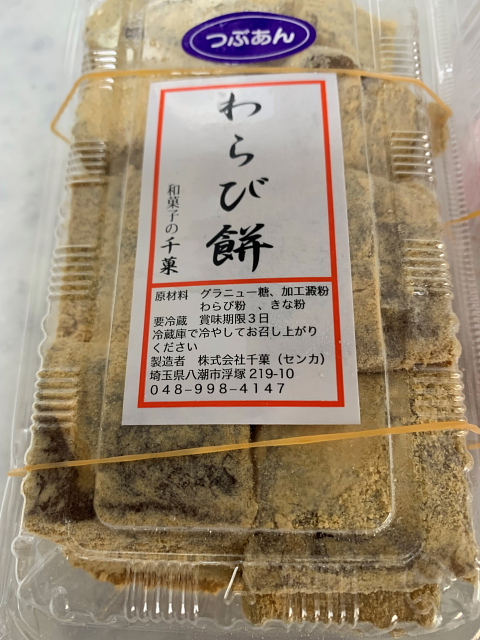 つぶあん
わらび餅
和菓子の千菓
原材料 グラニュー糖、加工澱粉
わらび粉 、きな粉
要冷蔵 賞味期限3日
冷蔵庫で冷やしてお召し上がり
ください
製造者 株式会社千菓（センカ）
埼玉県八潮市浮塚219-10
048-998-4147